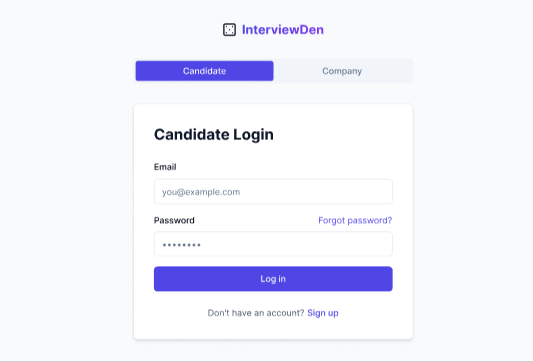 InterviewDen
Candidate Company
Candidate Login
Email
you@example.com
Password Forgot password?
••••••••
Log in
Don't have an account? Sign up